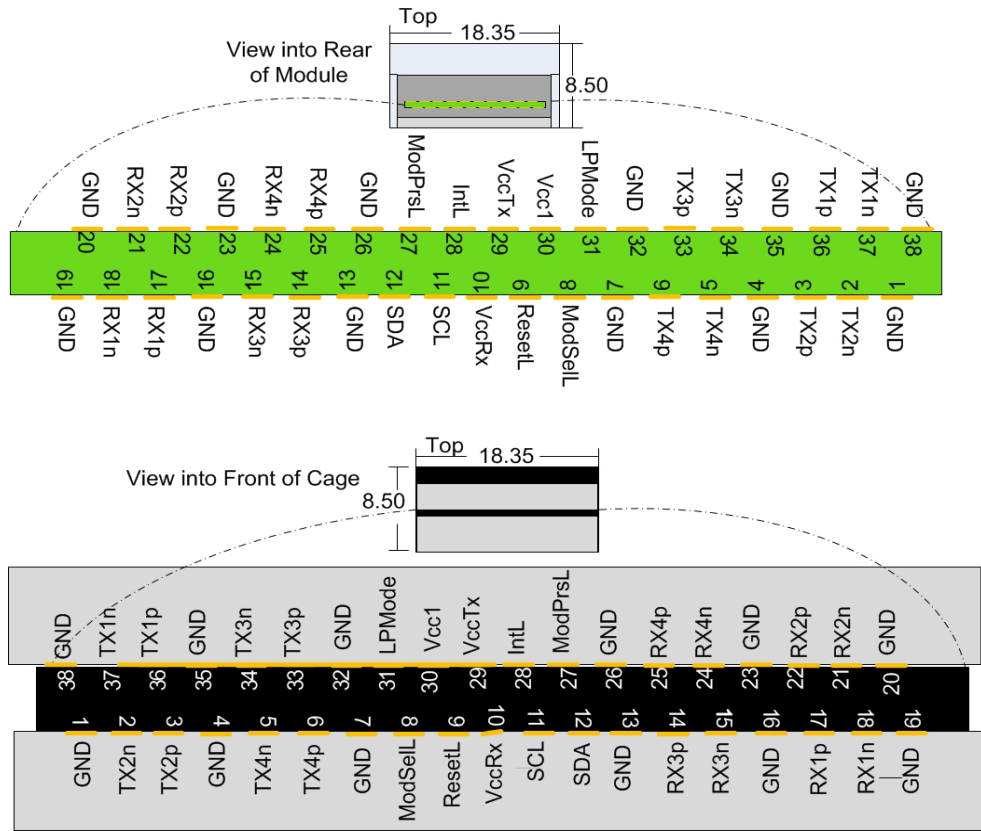 Top
18.35
View into Rear
of Module
8.50
GND RX2n RX2p GND RX4n RX4p GND ModPrsL IntL VccTx Vcc1 LPMode GND TX3p TX3n GND TX1p TX1n GND
20 21 22 23 24 25 26 27 28 29 30 31 32 33 34 35 36 37 38
19 18 17 16 15 14 13 12 11 10 9 8 7 6 5 4 3 2 1
GND RX1n RX1p GND RX3n RX3p GND SDA SCL VccRx ResetL ModSelL GND TX4p TX4n GND TX2p TX2n GND
Top
18.35
View into Front of Cage
8.50
GND TX1n TX1p GND TX3n TX3p GND LPMode Vcc1 VccTx IntL ModPrsL GND RX4p RX4n GND RX2p RX2n GND
38 37 36 35 34 33 32 31 30 29 28 27 26 25 24 23 22 21 20
1 2 3 4 5 6 7 8 9 10 11 12 13 14 15 16 17 18 19
GND TX2n TX2p GND TX4n TX4p GND ModSelL ResetL VccRx SCL SDA GND RX3p RX3n GND RX1p RX1n GND